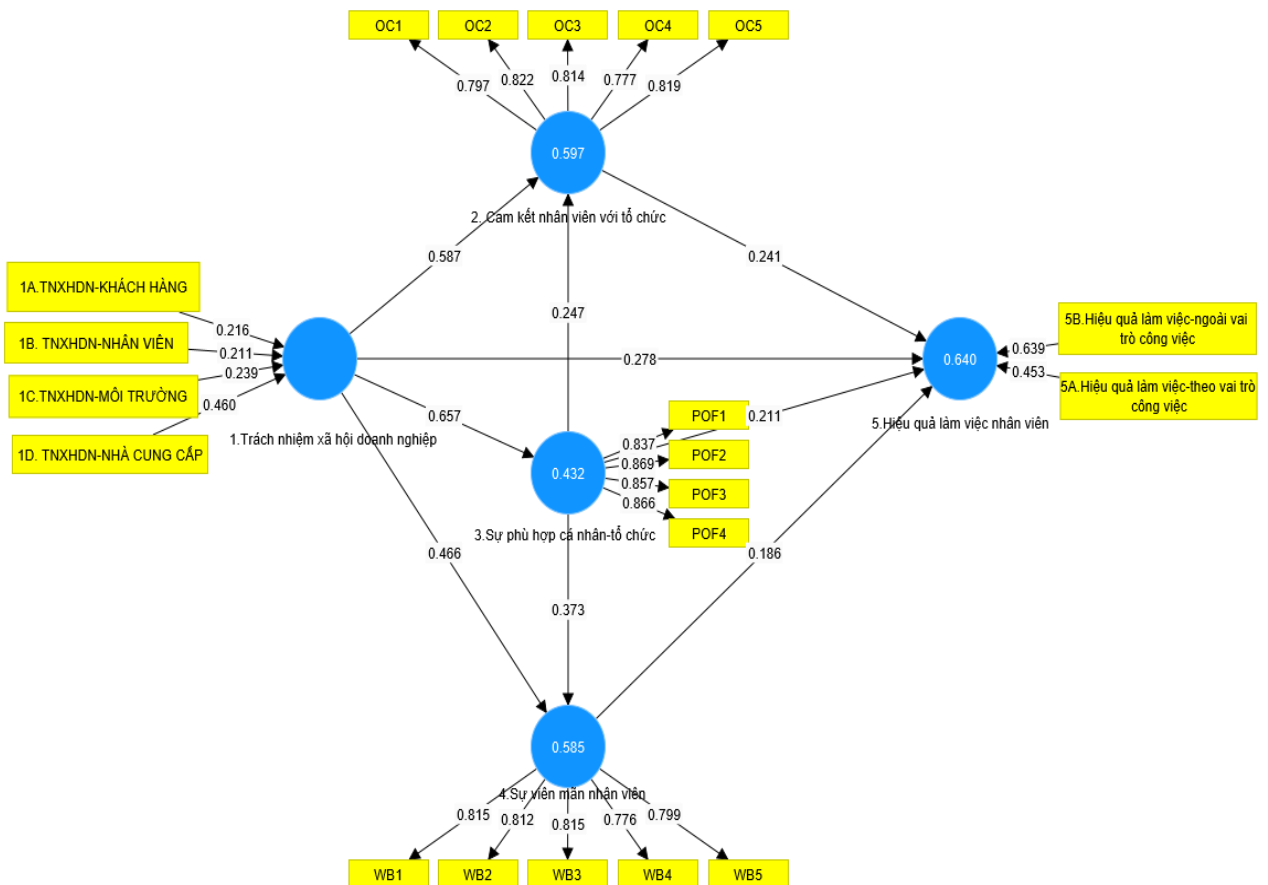 OC1 OC2 OC3 OC4 OC5
0.797 0.822 0.814 0.777 0.819
0.597
2. Cam kết nhân viên với tổ chức
0.587
0.241
0.247
1A.TNXHDN-KHÁCH HÀNG
1B. TNXHDN-NHÂN VIÊN
1C.TNXHDN-MÔI TRƯỜNG
1D. TNXHDN-NHÀ CUNG CẤP
0.216
0.211
0.239
0.460
1.Trách nhiệm xã hội doanh nghiệp
0.278
0.657
0.640
5.Hiệu quả làm việc nhân viên
0.639
0.453
5B.Hiệu quả làm việc-ngoài vai
trò công việc
5A.Hiệu quả làm việc-theo vai trò
công việc
0.211
0.432
3.Sự phù hợp cá nhân-tổ chức
0.837
0.869
0.857
0.866
POF1
POF2
POF3
POF4
0.466
0.373
0.186
0.585
4.Sự viên mãn nhân viên
0.815 0.812 0.815 0.776 0.799
WB1 WB2 WB3 WB4 WB5